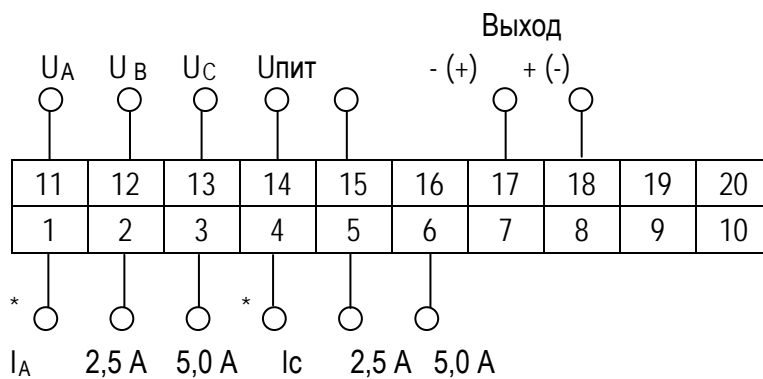 Выход
UA U B UC Uпит - (+) + (-)
11 12 13 14 15 16 17 18 19 20
1 2 3 4 5 6 7 8 9 10
* *
IA 2,5 А 5,0 А Ic 2,5 А 5,0 А